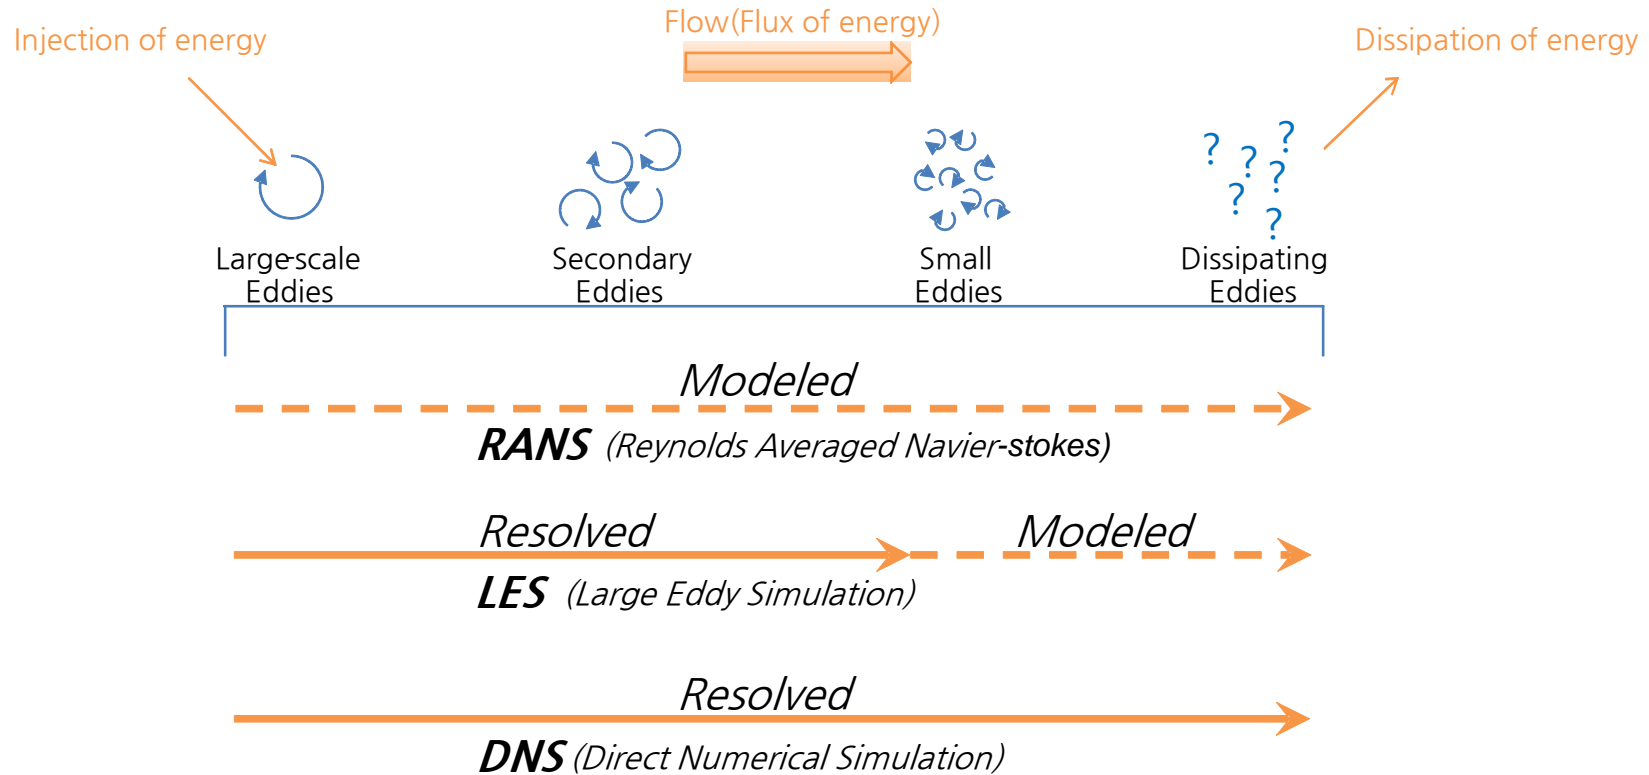 Injection of energy
Flow(Flux of energy)
Dissipation of energy
? ? ? ? ? ?
Large-scale
Eddies
Secondary
Eddies
Small
Eddies
Dissipating
Eddies
Modeled
RANS (Reynolds Averaged Navier-stokes)
Resolved
Modeled
LES (Large Eddy Simulation)
Resolved
DNS (Direct Numerical Simulation)